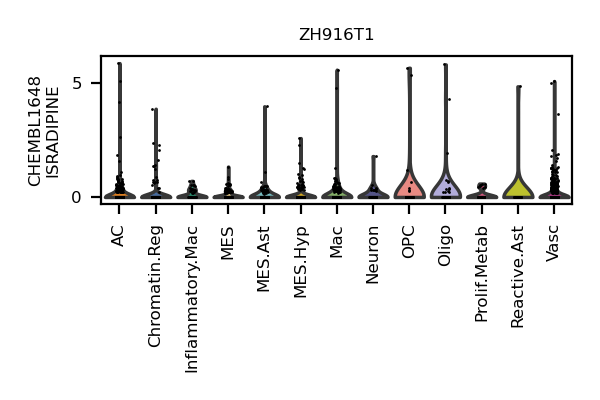 ZH916T1
CHEMBL1648
ISRADIPINE
5
0
AC
Chromatin.Reg
Inflammatory.Mac
MES
MES.Ast
MES.Hyp
Mac
Neuron
OPC
Oligo
Prolif.Metab
Reactive.Ast
Vasc